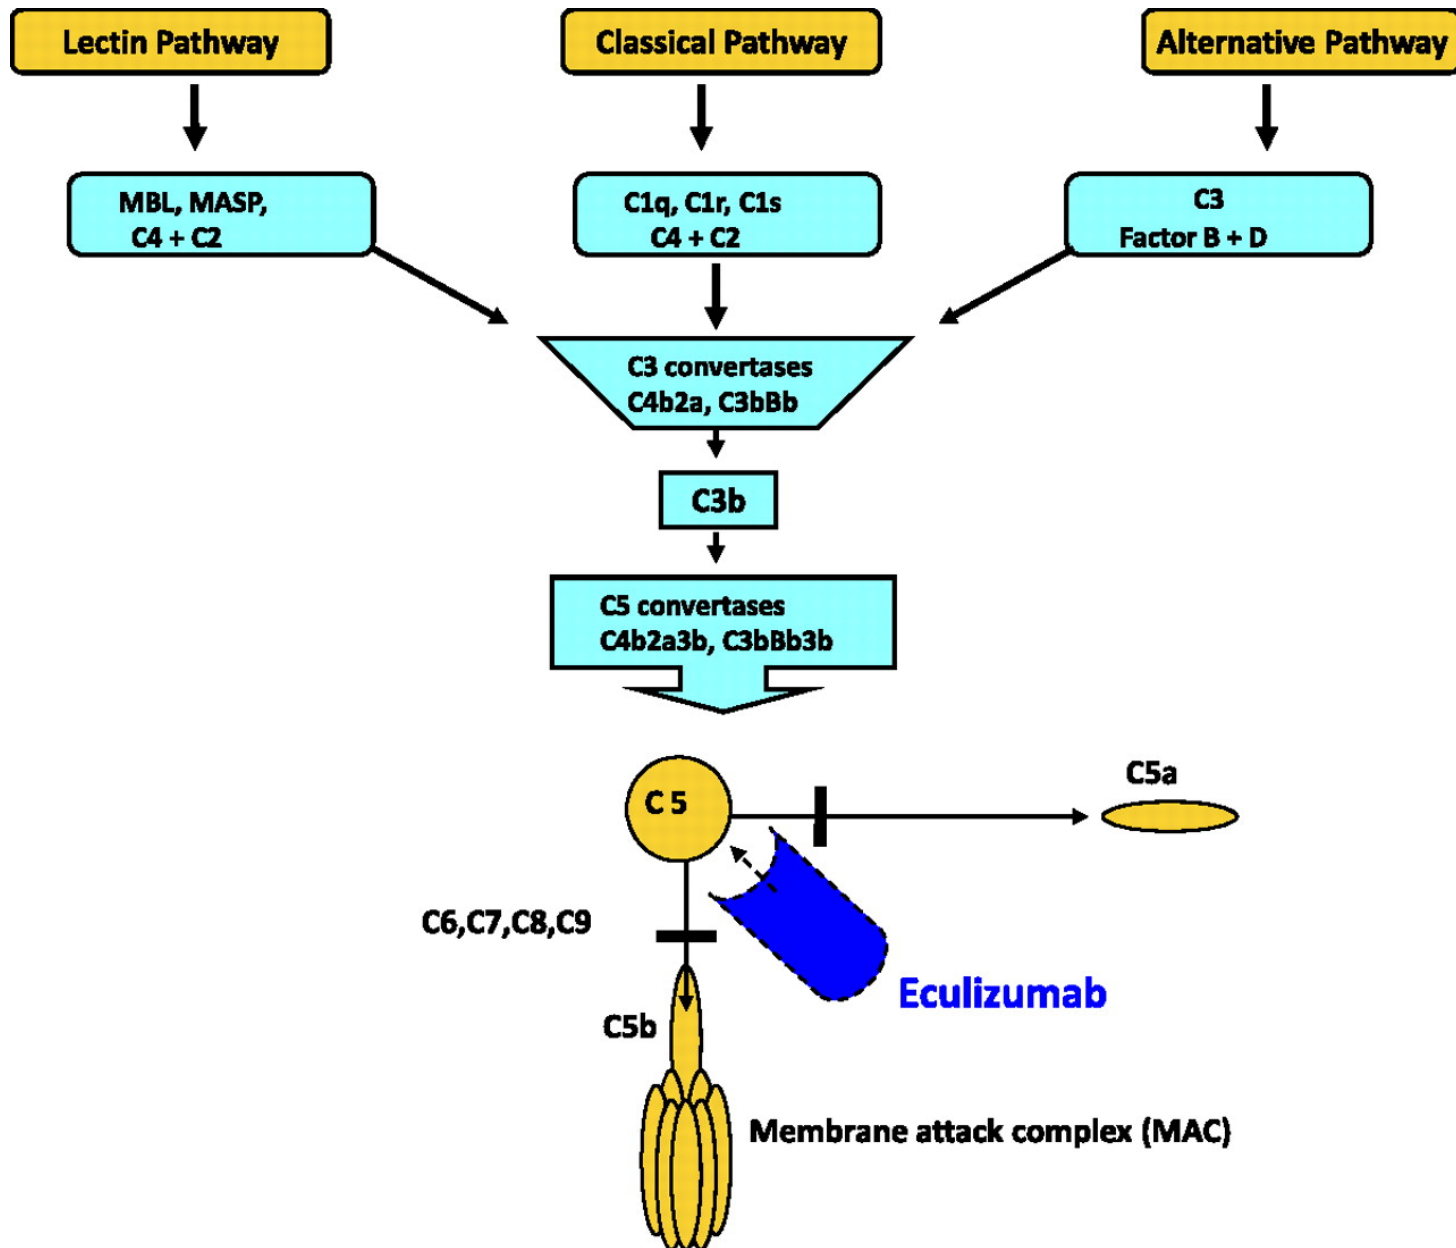 Lectin Pathway
Classical Pathway
Alternative Pathway
MBL, MASP,
C4 + C2
C1q, C1r, C1s
C4 + C2
C3
Factor B + D
C3 convertases
C4b2a, C3bBb
C3b
C5 convertases
C4b2a3b, C3bBb3b
C 5
C5a
C6,C7,C8,C9
Eculizumab
C5b
Membrane attack complex (MAC)